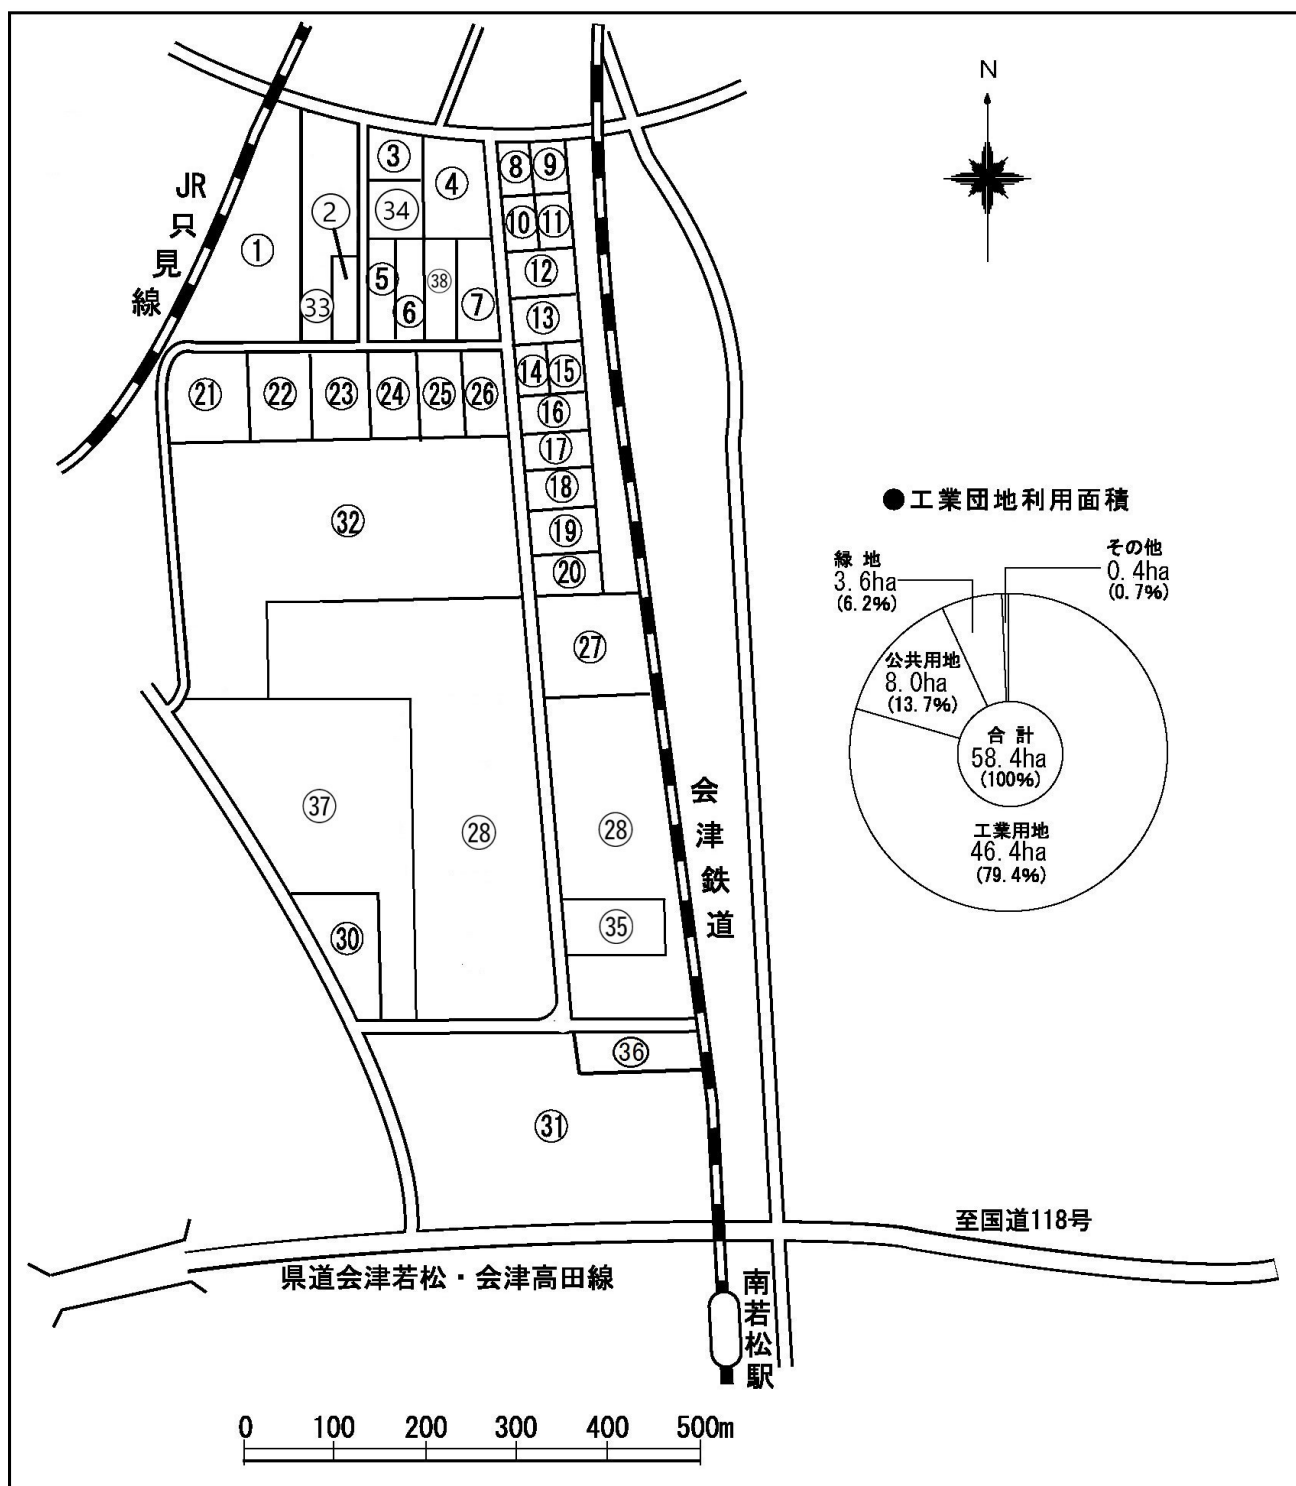 N
JR只見線
①
②
③
④
⑧
⑨
㉞
⑩
⑪
⑤
⑥
㊳
⑦
⑫
㉝
⑬
⑭
⑮
㉑
㉒
㉓
㉔
㉕
㉖
⑯
⑰
⑱
㉜
⑲
⑳
㉗
㊲
㉘
㉘
㉚
㉟
㊱
㉛
会津鉄道
●工業団地利用面積
緑地
3.6ha
(6.2%)
その他
0.4ha
(0.7%)
公共用地
8.0ha
(13.7%)
合計
58.4ha
(100%)
工業用地
46.4ha
(79.4%)
至国道118号
県道会津若松・会津高田線
南若松駅
0 100 200 300 400 500m